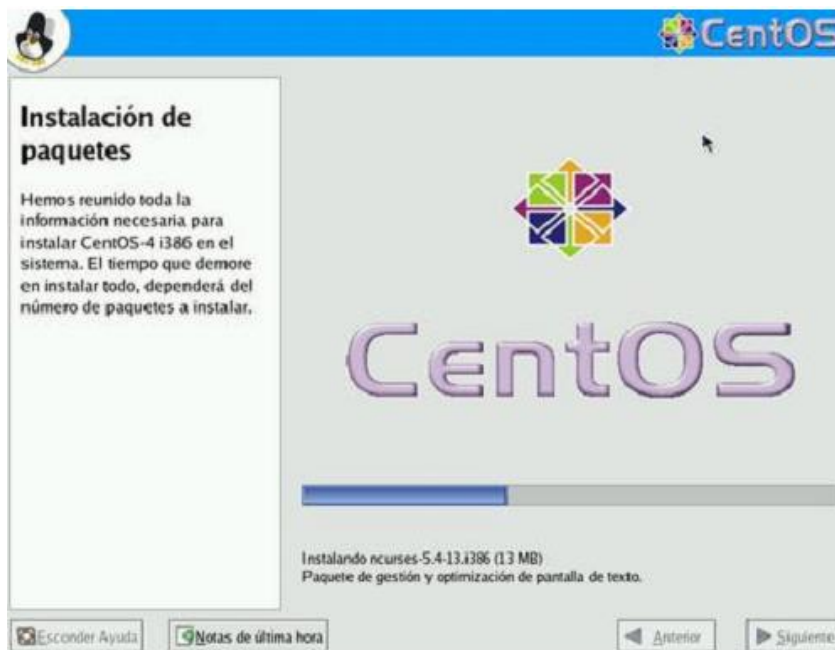 CentOS
Instalación de
paquetes
Hemos reunido toda la
información necesaria para
instalar CentOS-4 i386 en el
sistema. El tiempo que demore
en instalar todo, dependerá del
número de paquetes a instalar.
CentOS
Instalando ncurses-5.4-13.i386 (13 MB)
Paquete de gestión y optimización de pantalla de texto.
Esconder Ayuda
Notas de última hora
Anterior
Siguiente